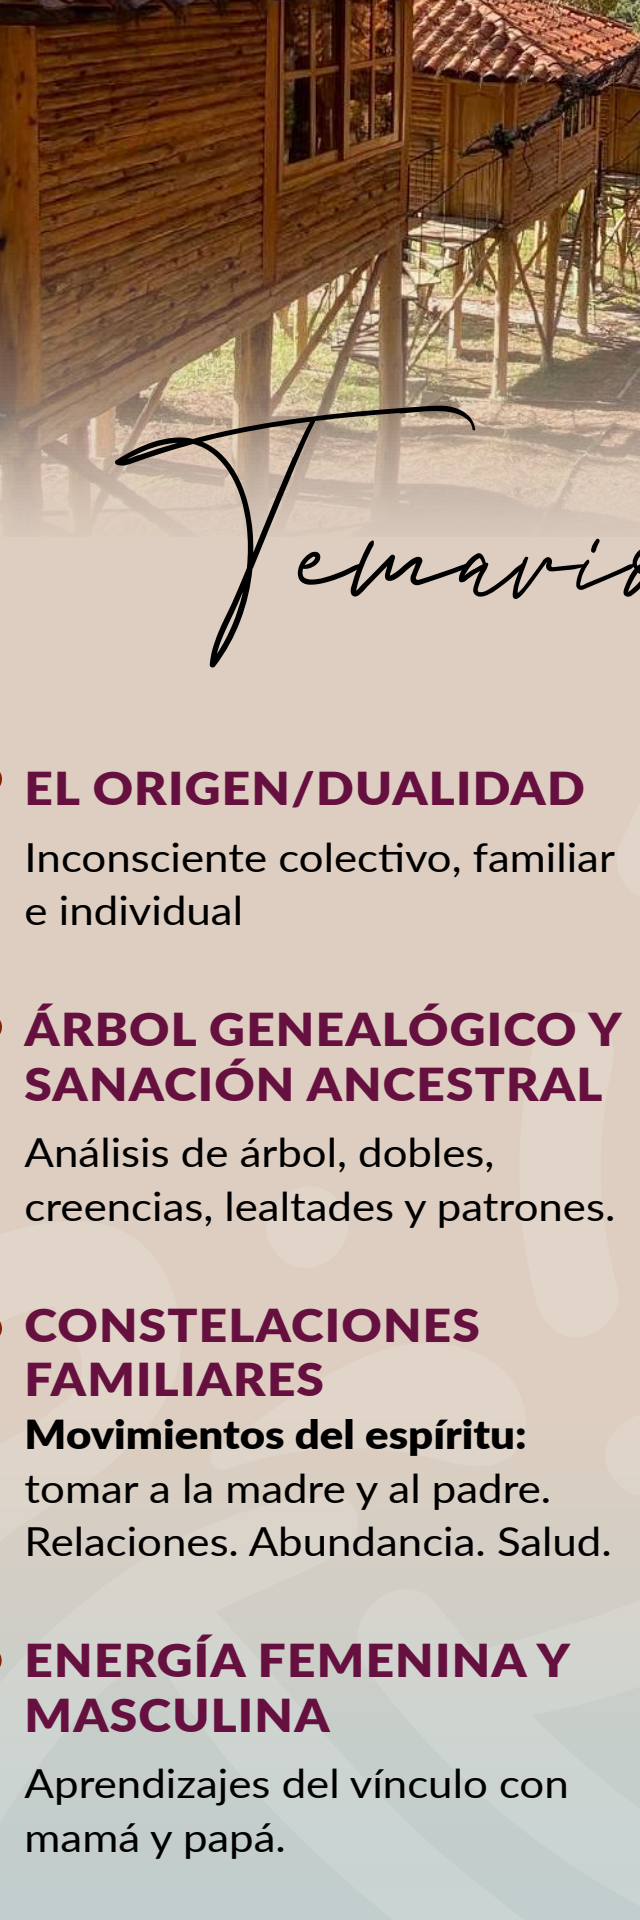 Temario
EL ORIGEN/DUALIDAD
Inconsciente colectivo, familiar
e individual
ÁRBOL GENEALÓGICO Y
SANACIÓN ANCESTRAL
Análisis de árbol, dobles,
creencias, lealtades y patrones.
CONSTELACIONES
FAMILIARES
Movimientos del espíritu:
tomar a la madre y al padre.
Relaciones. Abundancia. Salud.
ENERGÍA FEMENINA Y
MASCULINA
Aprendizajes del vínculo con
mamá y papá.